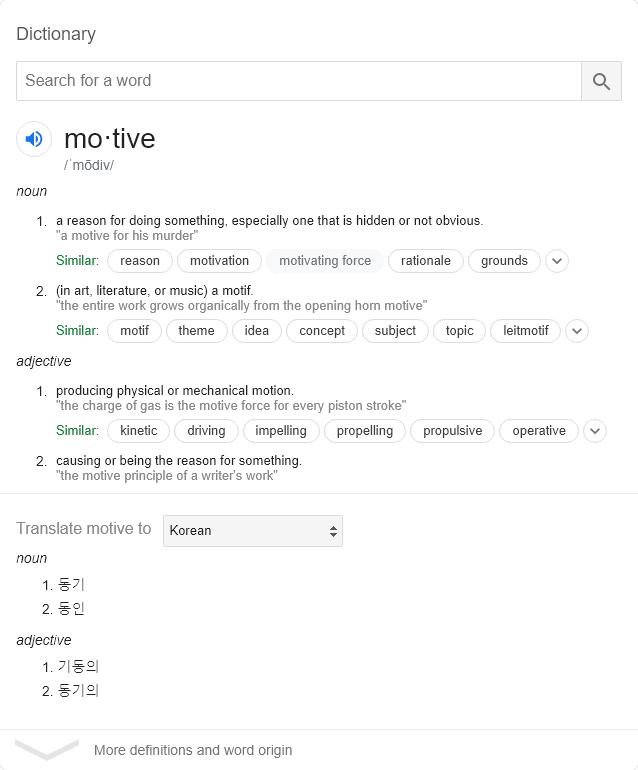 Dictionary
Search for a word
mo·tive
/ˈmōdiv/
noun
1. a reason for doing something, especially one that is hidden or not obvious.
"a motive for his murder"
Similar: reason motivation motivating force rationale grounds
2. (in art, literature, or music) a motif.
"the entire work grows organically from the opening horn motive"
Similar: motif theme idea concept subject topic leitmotif
adjective
1. producing physical or mechanical motion.
"the charge of gas is the motive force for every piston stroke"
Similar: kinetic driving impelling propelling propulsive operative
2. causing or being the reason for something.
"the motive principle of a writer's work"
Translate motive to Korean
noun
1. 동기
2. 동인
adjective
1. 기동의
2. 동기의
More definitions and word origin